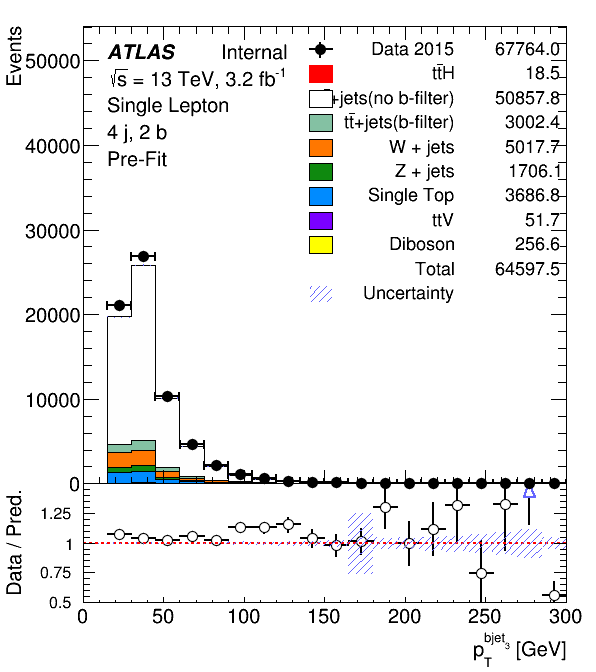 Events
50000
40000
30000
20000
10000
0
ATLAS Internal
√s = 13 TeV, 3.2 fb⁻¹
Single Lepton
4 j, 2 b
Pre-Fit
Data 2015 67764.0
tt̄H 18.5
+jets(no b-filter) 50857.8
tt̄+jets(b-filter) 3002.4
W + jets 5017.7
Z + jets 1706.1
Single Top 3686.8
ttV 51.7
Diboson 256.6
Total 64597.5
Uncertainty
Data / Pred.
1.25
1
0.75
0.5
0 50 100 150 200 250 300
p_T^bjet₃ [GeV]